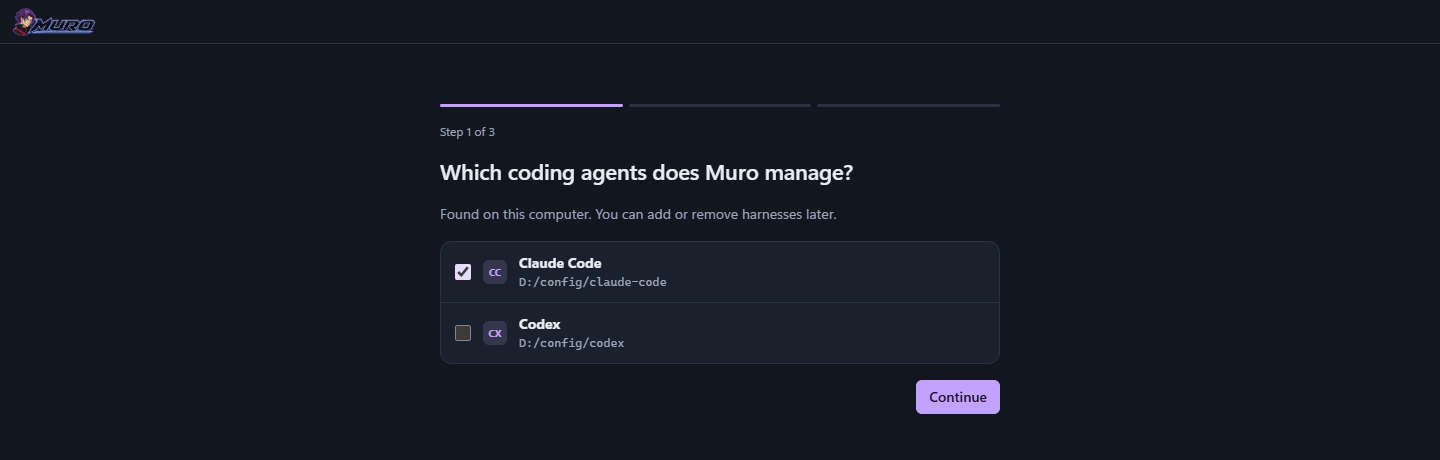 MURO
Step 1 of 3
Which coding agents does Muro manage?
Found on this computer. You can add or remove harnesses later.
CC
Claude Code
D:/config/claude-code
CX
Codex
D:/config/codex
Continue